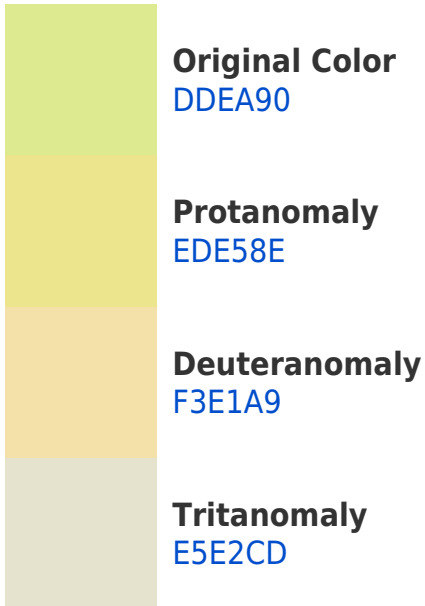 Original Color
DDEA90
Protanomaly
EDE58E
Deuteranomaly
F3E1A9
Tritanomaly
E5E2CD